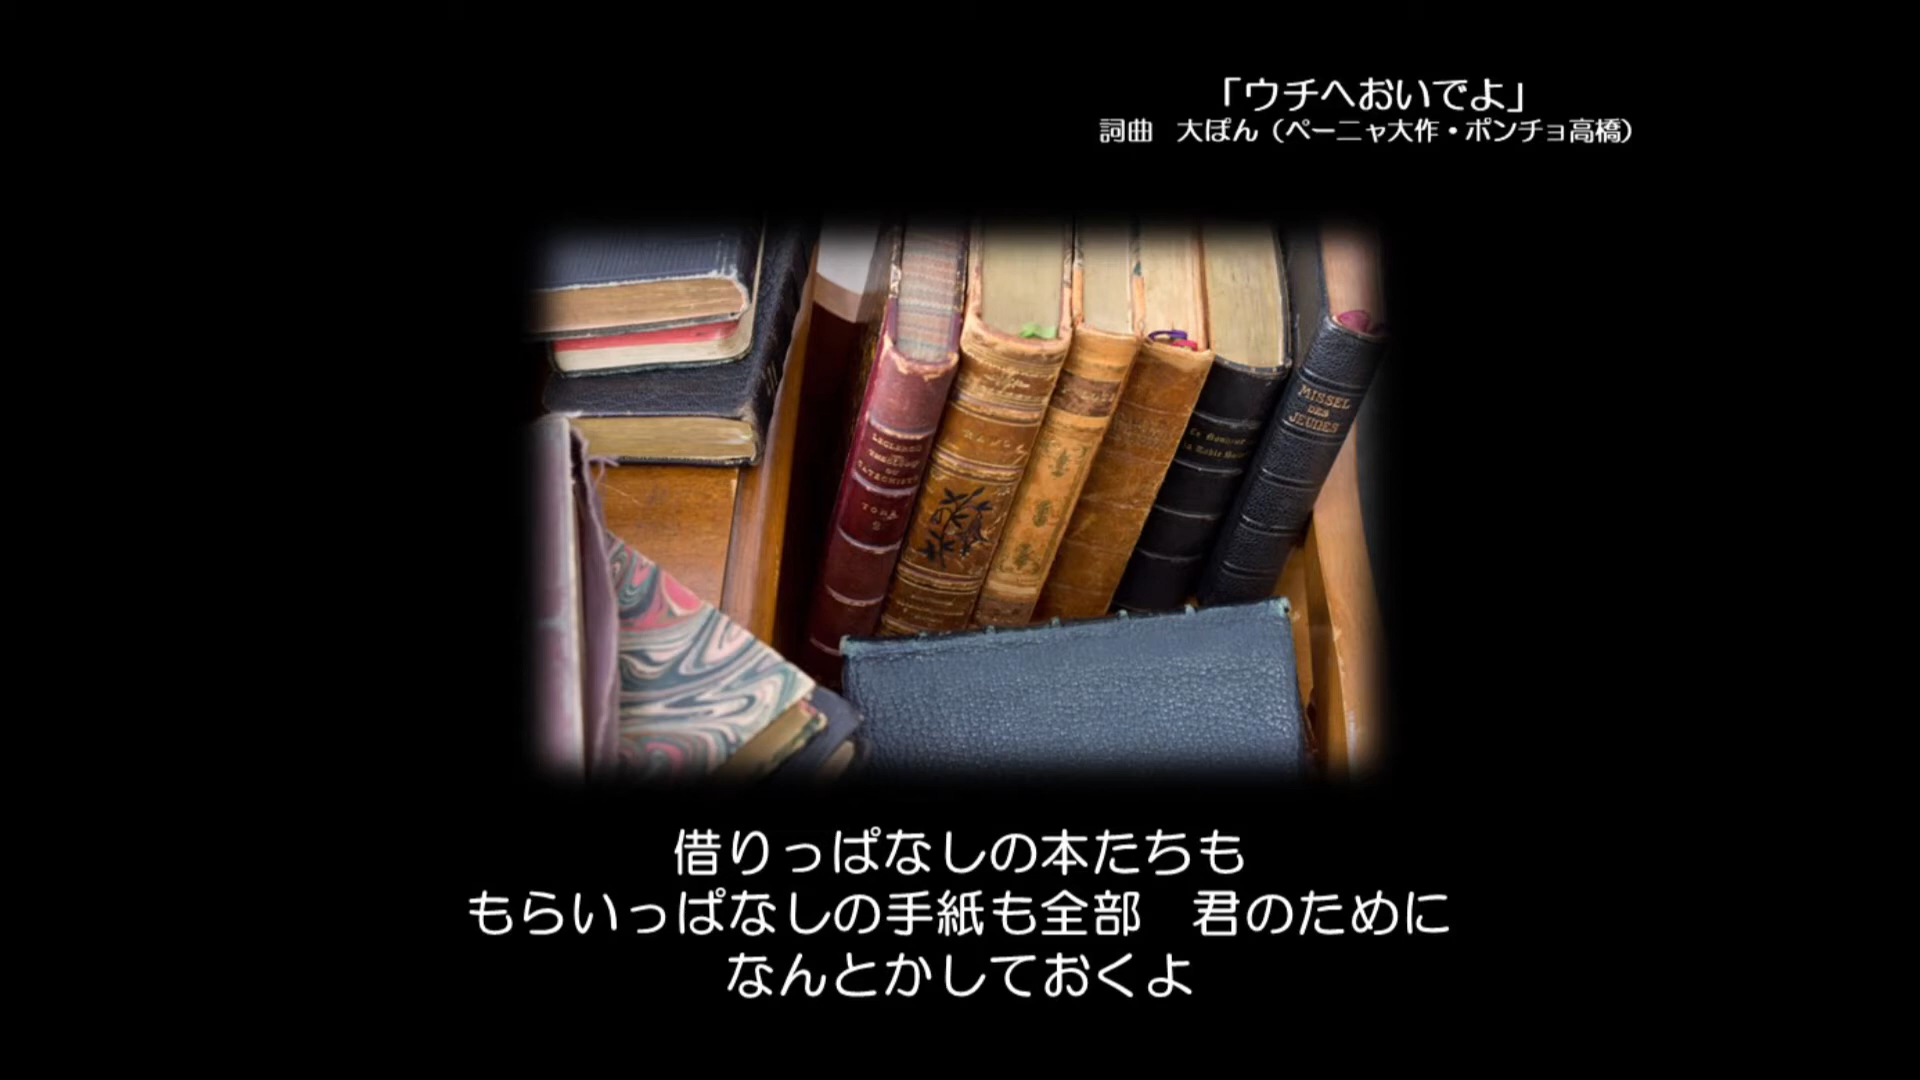 「ウチへおいでよ」
詞曲　大ぽん（ペーニャ大作・ポンチョ高橋）
MISSEL
DES
JEUNES
TOME
2
借りっぱなしの本たちも
もらいっぱなしの手紙も全部　君のために
なんとかしておくよ